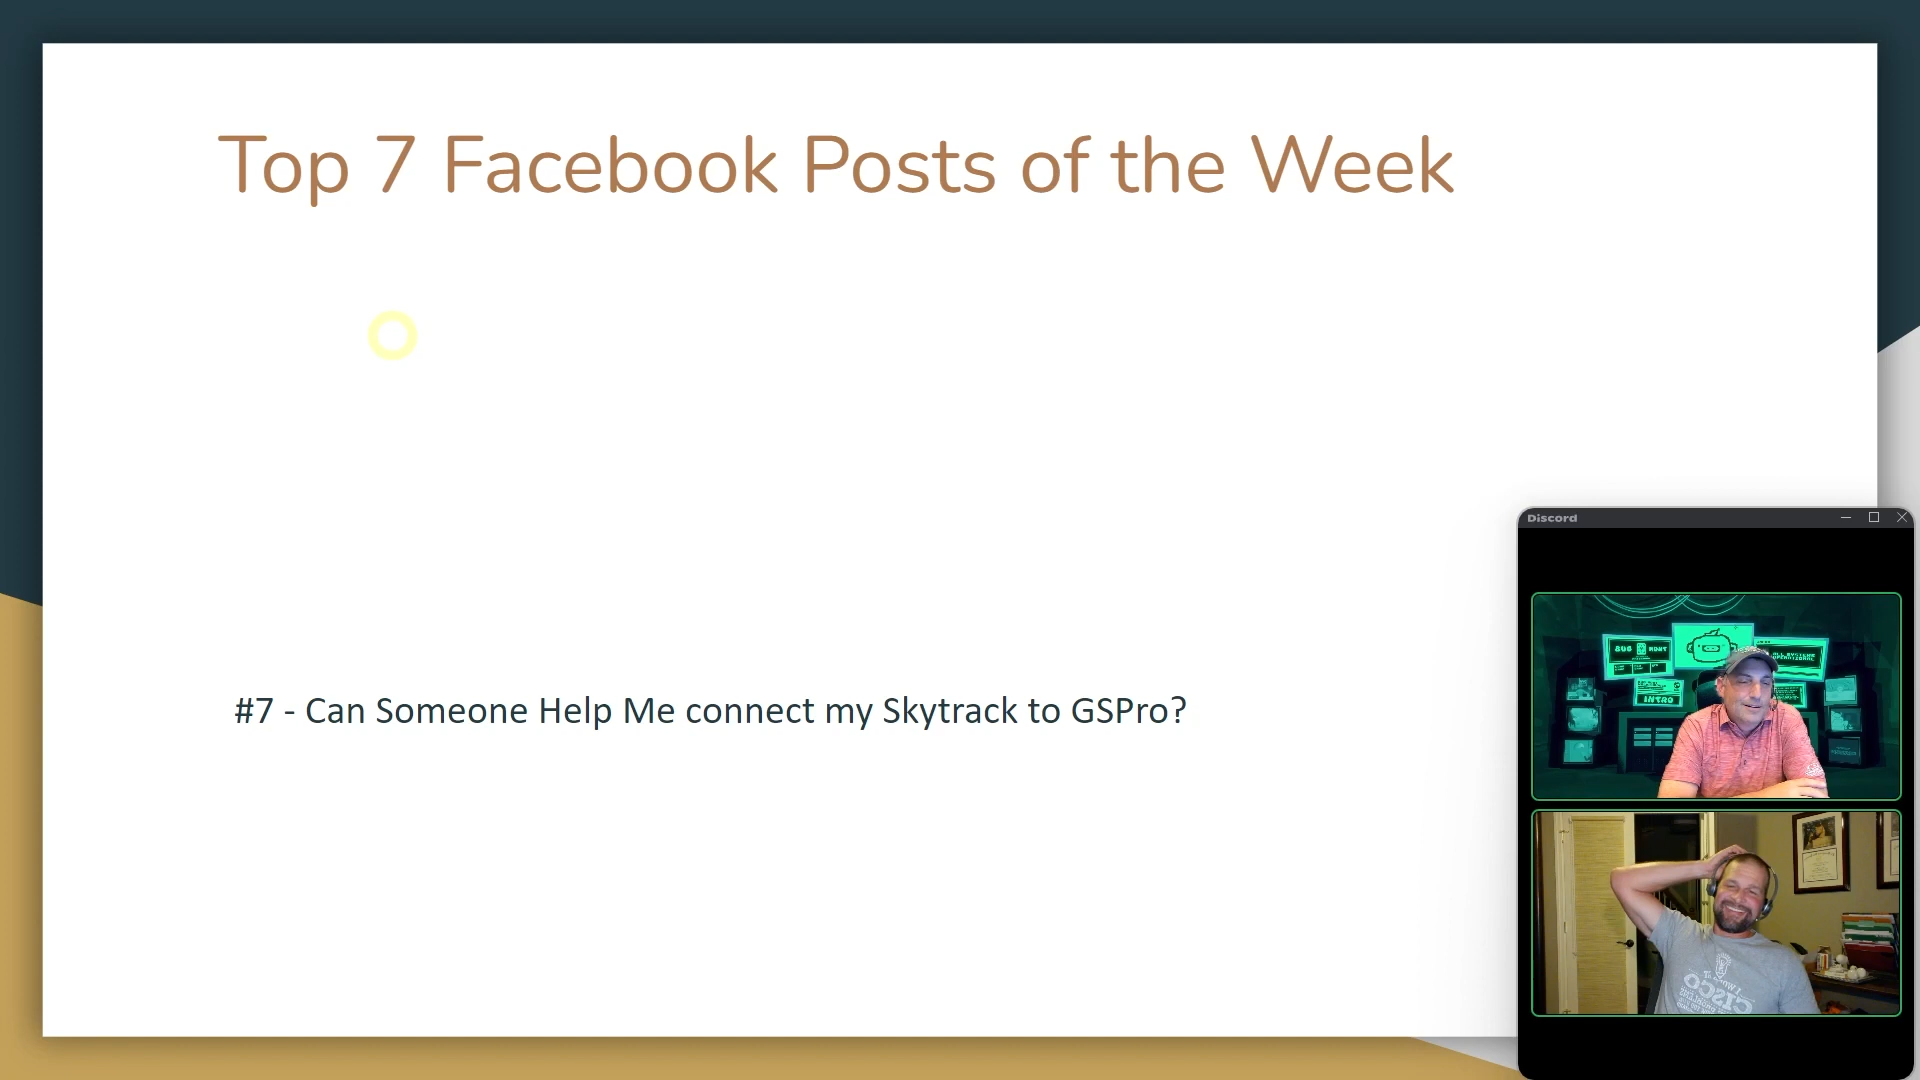 Top 7 Facebook Posts of the Week
#7 - Can Someone Help Me connect my Skytrack to GSPro?
Discord
INTRO
CISCO